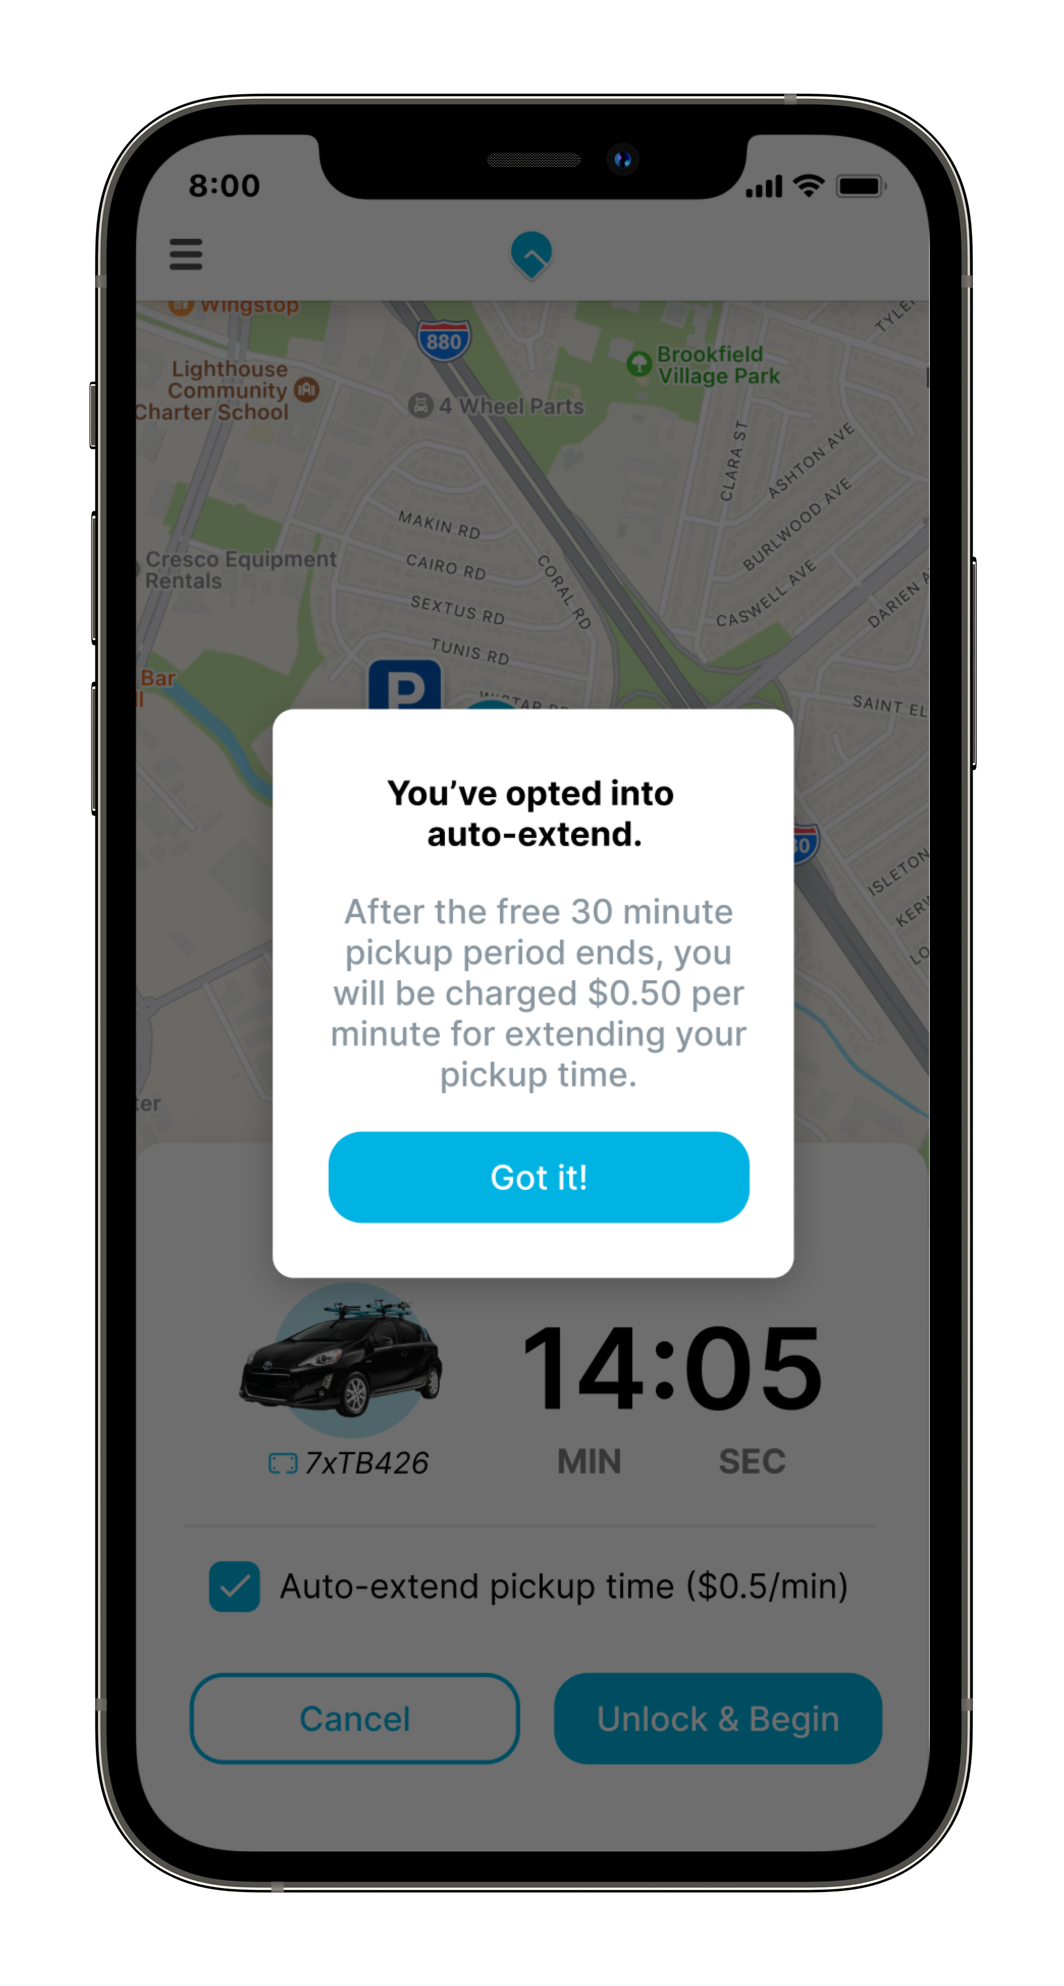 8:00
Wingstop
880
Brookfield
Village Park
Lighthouse
Community
Charter School
4 Wheel Parts
CLARA ST
ASHTON AVE
BURLWOOD AVE
MAKIN RD
CAIRO RD
CORAL RD
Cresco Equipment
Rentals
SEXTUS RD
CASWELL AVE
DARIEN A
TUNIS RD
Bar
P
WISTAR RD
SAINT EL
You've opted into
auto-extend.
ISLETON
KERW
LO
After the free 30 minute
pickup period ends, you
will be charged $0.50 per
minute for extending your
pickup time.
ter
Got it!
14:05
7xTB426
MIN SEC
Auto-extend pickup time ($0.5/min)
Cancel
Unlock & Begin